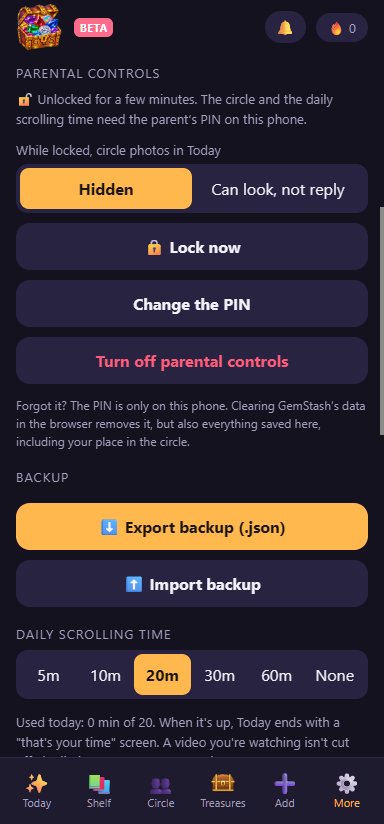 BETA
0
PARENTAL CONTROLS
Unlocked for a few minutes. The circle and the daily
scrolling time need the parent's PIN on this phone.
While locked, circle photos in Today
Hidden
Can look, not reply
Lock now
Change the PIN
Turn off parental controls
Forgot it? The PIN is only on this phone. Clearing GemStash's data
in the browser removes it, but also everything saved here,
including your place in the circle.
BACKUP
Export backup (.json)
Import backup
DAILY SCROLLING TIME
5m 10m 20m 30m 60m None
Used today: 0 min of 20. When it's up, Today ends with a
"that's your time" screen. A video you're watching isn't cut
Today Shelf Circle Treasures Add More